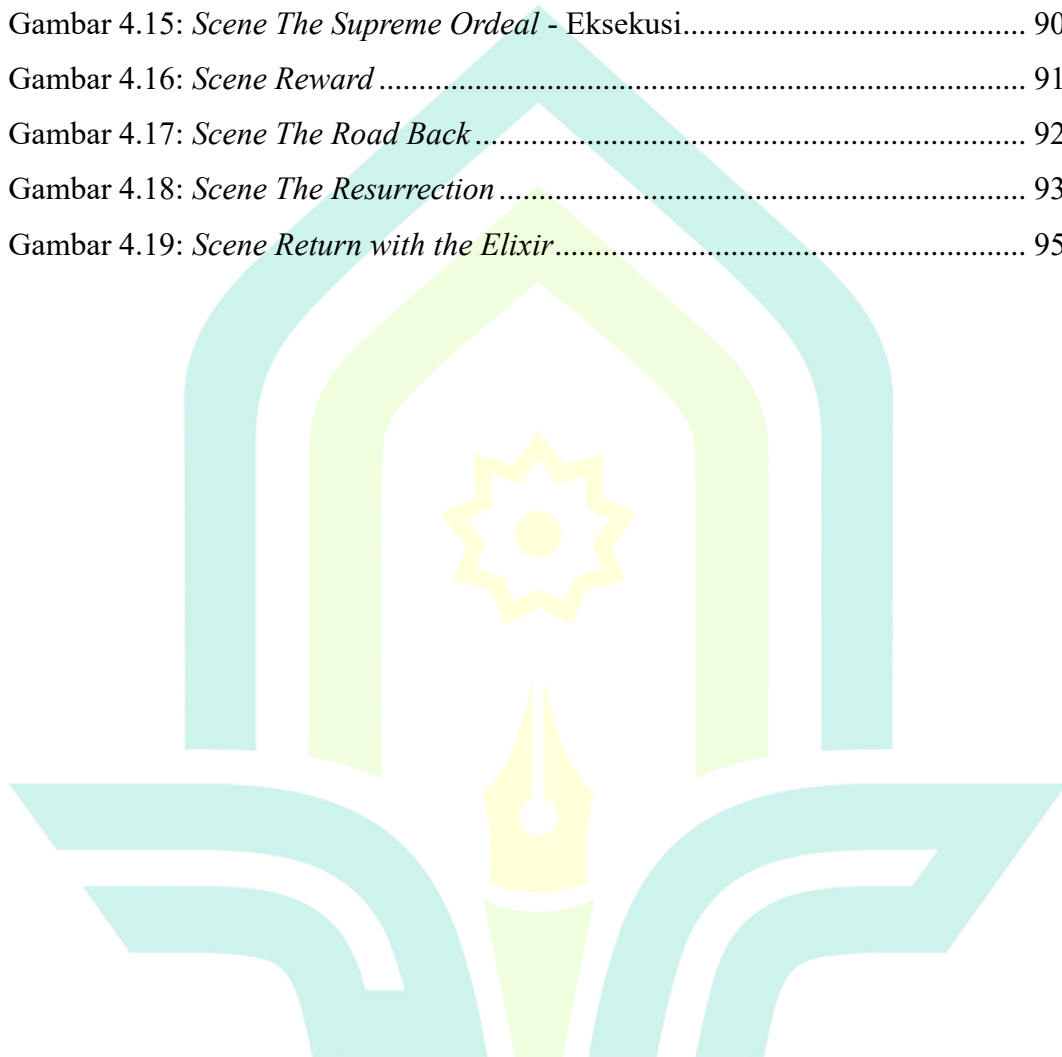 Gambar 4.15: Scene The Supreme Ordeal - Eksekusi.................................... 90
Gambar 4.16: Scene Reward.................................................................... 91
Gambar 4.17: Scene The Road Back.......................................................... 92
Gambar 4.18: Scene The Resurrection....................................................... 93
Gambar 4.19: Scene Return with the Elixir................................................. 95